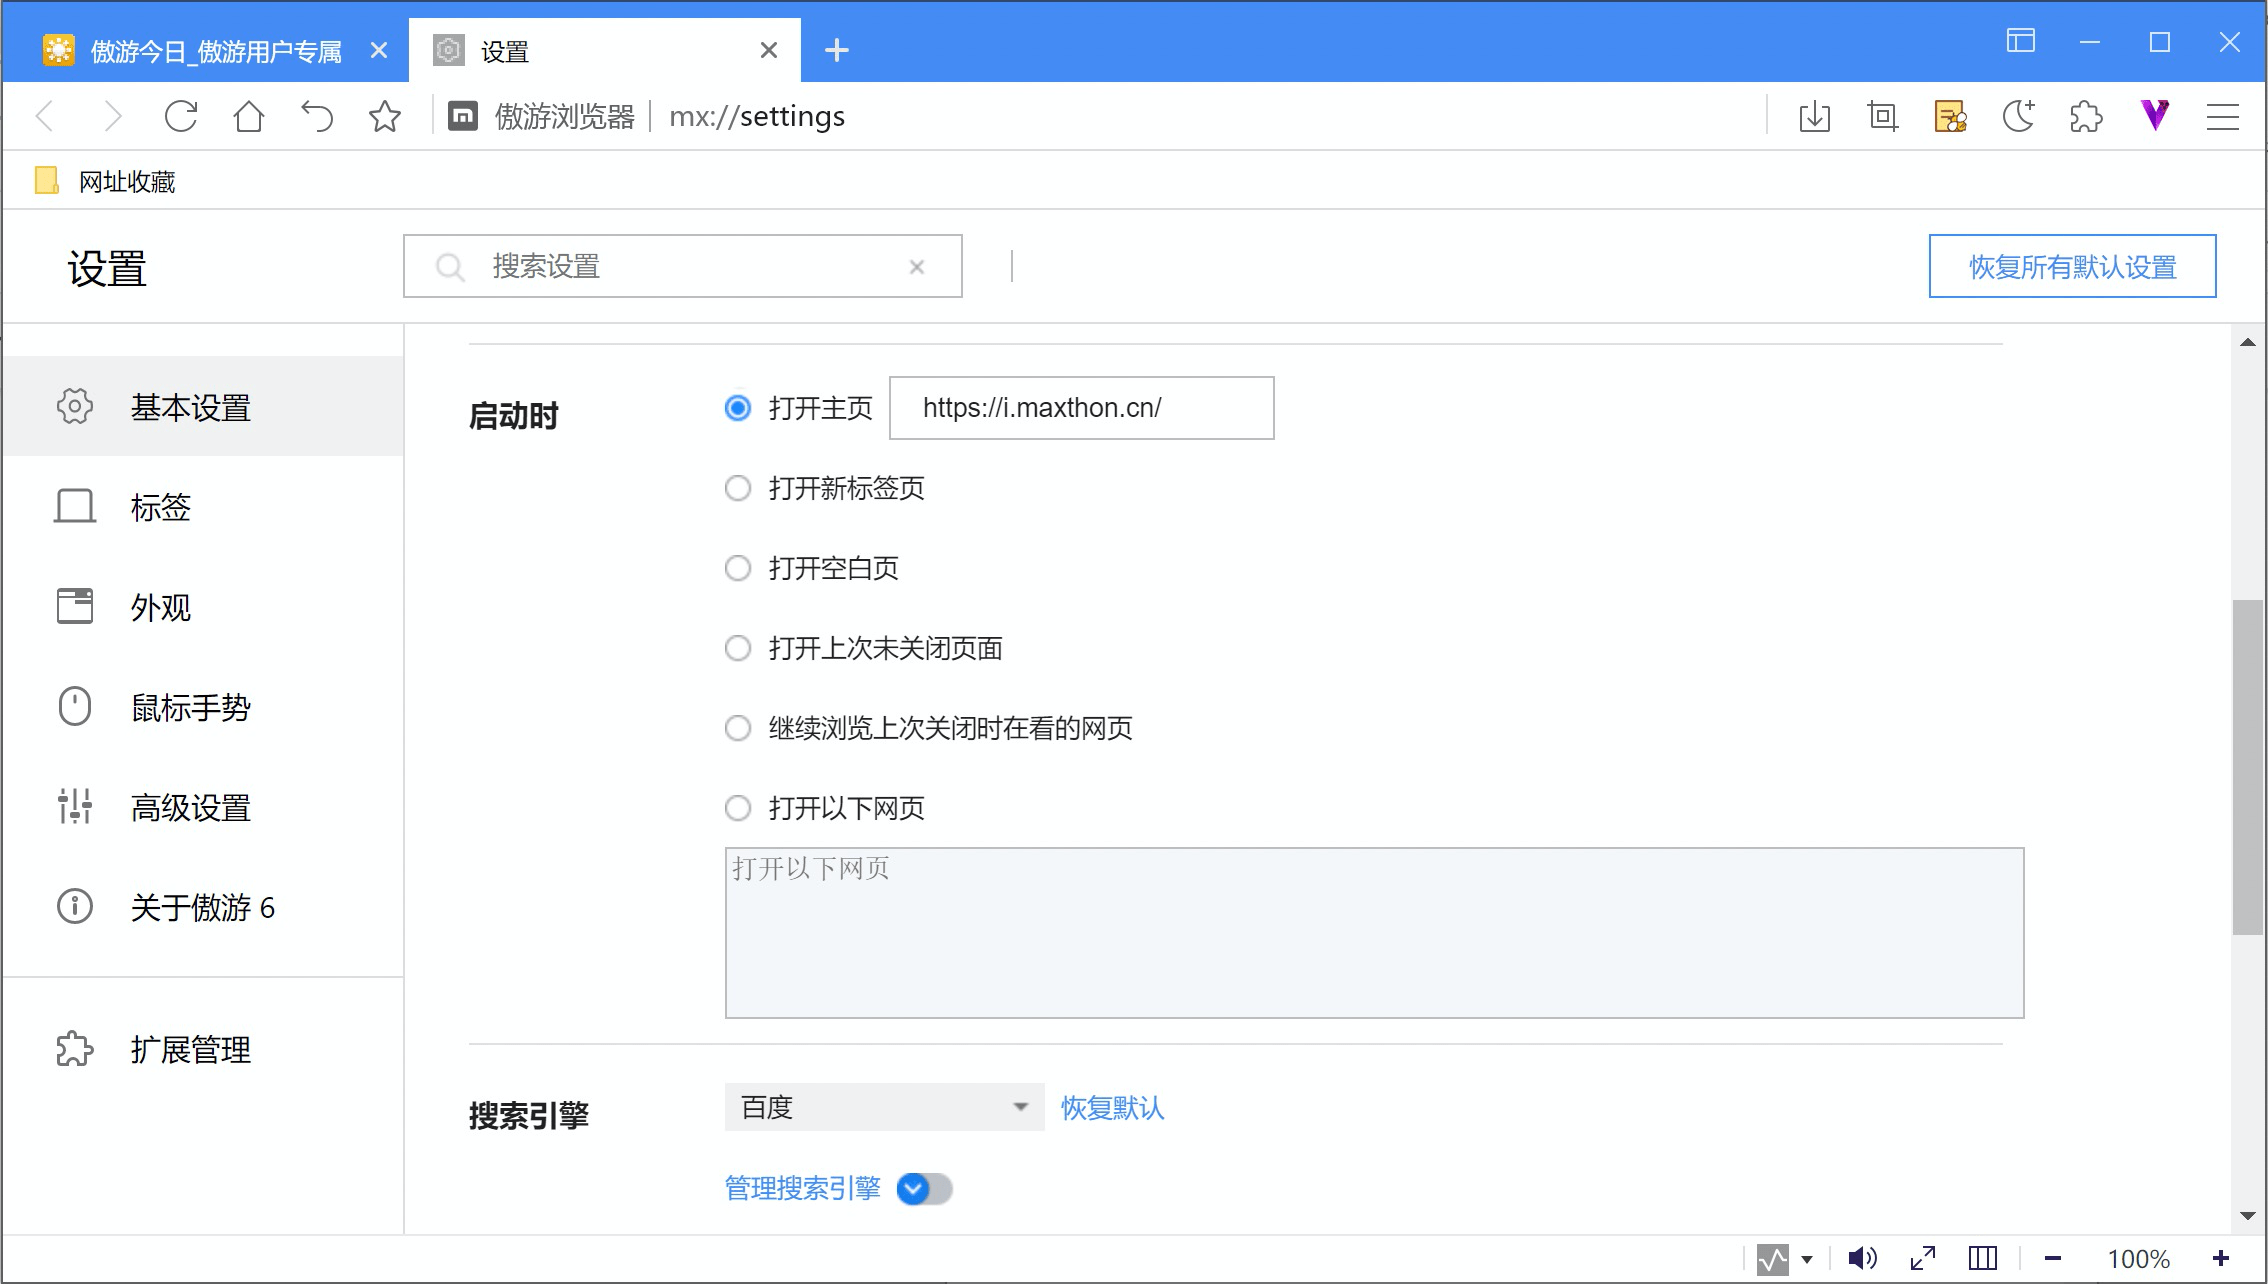 傲游今日_傲游用户专属
设置
傲游浏览器 mx://settings
网址收藏
设置
搜索设置
恢复所有默认设置
基本设置
标签
外观
鼠标手势
高级设置
关于傲游 6
扩展管理
启动时
打开主页 https://i.maxthon.cn/
打开新标签页
打开空白页
打开上次未关闭页面
继续浏览上次关闭时在看的网页
打开以下网页
打开以下网页
搜索引擎
百度 恢复默认
管理搜索引擎
100%